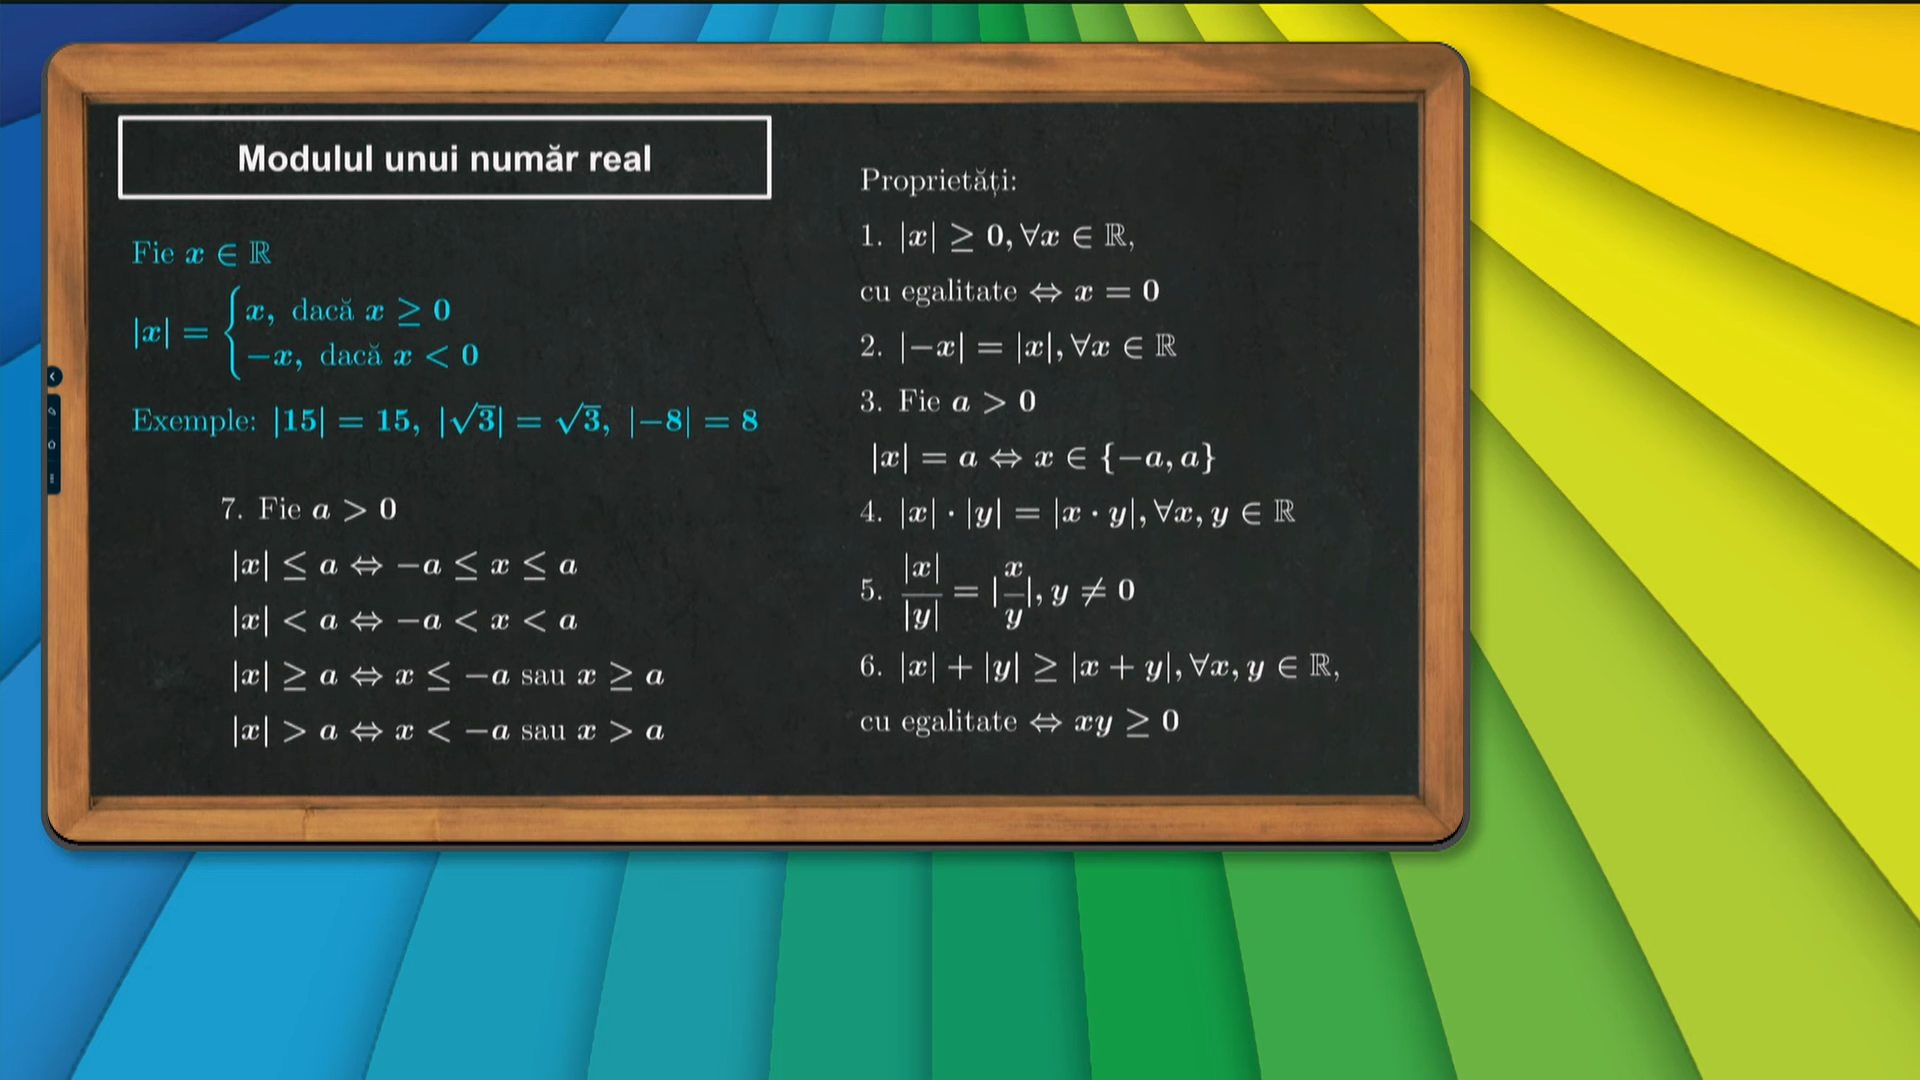 Modulul unui număr real
Fie x ∈ ℝ
|x| = { x, dacă x ≥ 0
−x, dacă x < 0
Exemple: |15| = 15, |√3| = √3, |−8| = 8
7. Fie a > 0
|x| ≤ a ⇔ −a ≤ x ≤ a
|x| < a ⇔ −a < x < a
|x| ≥ a ⇔ x ≤ −a sau x ≥ a
|x| > a ⇔ x < −a sau x > a
Proprietăți:
1. |x| ≥ 0, ∀x ∈ ℝ,
cu egalitate ⇔ x = 0
2. |−x| = |x|, ∀x ∈ ℝ
3. Fie a > 0
|x| = a ⇔ x ∈ {−a, a}
4. |x| · |y| = |x · y|, ∀x, y ∈ ℝ
5. |x|/|y| = |x/y|, y ≠ 0
6. |x| + |y| ≥ |x + y|, ∀x, y ∈ ℝ,
cu egalitate ⇔ xy ≥ 0